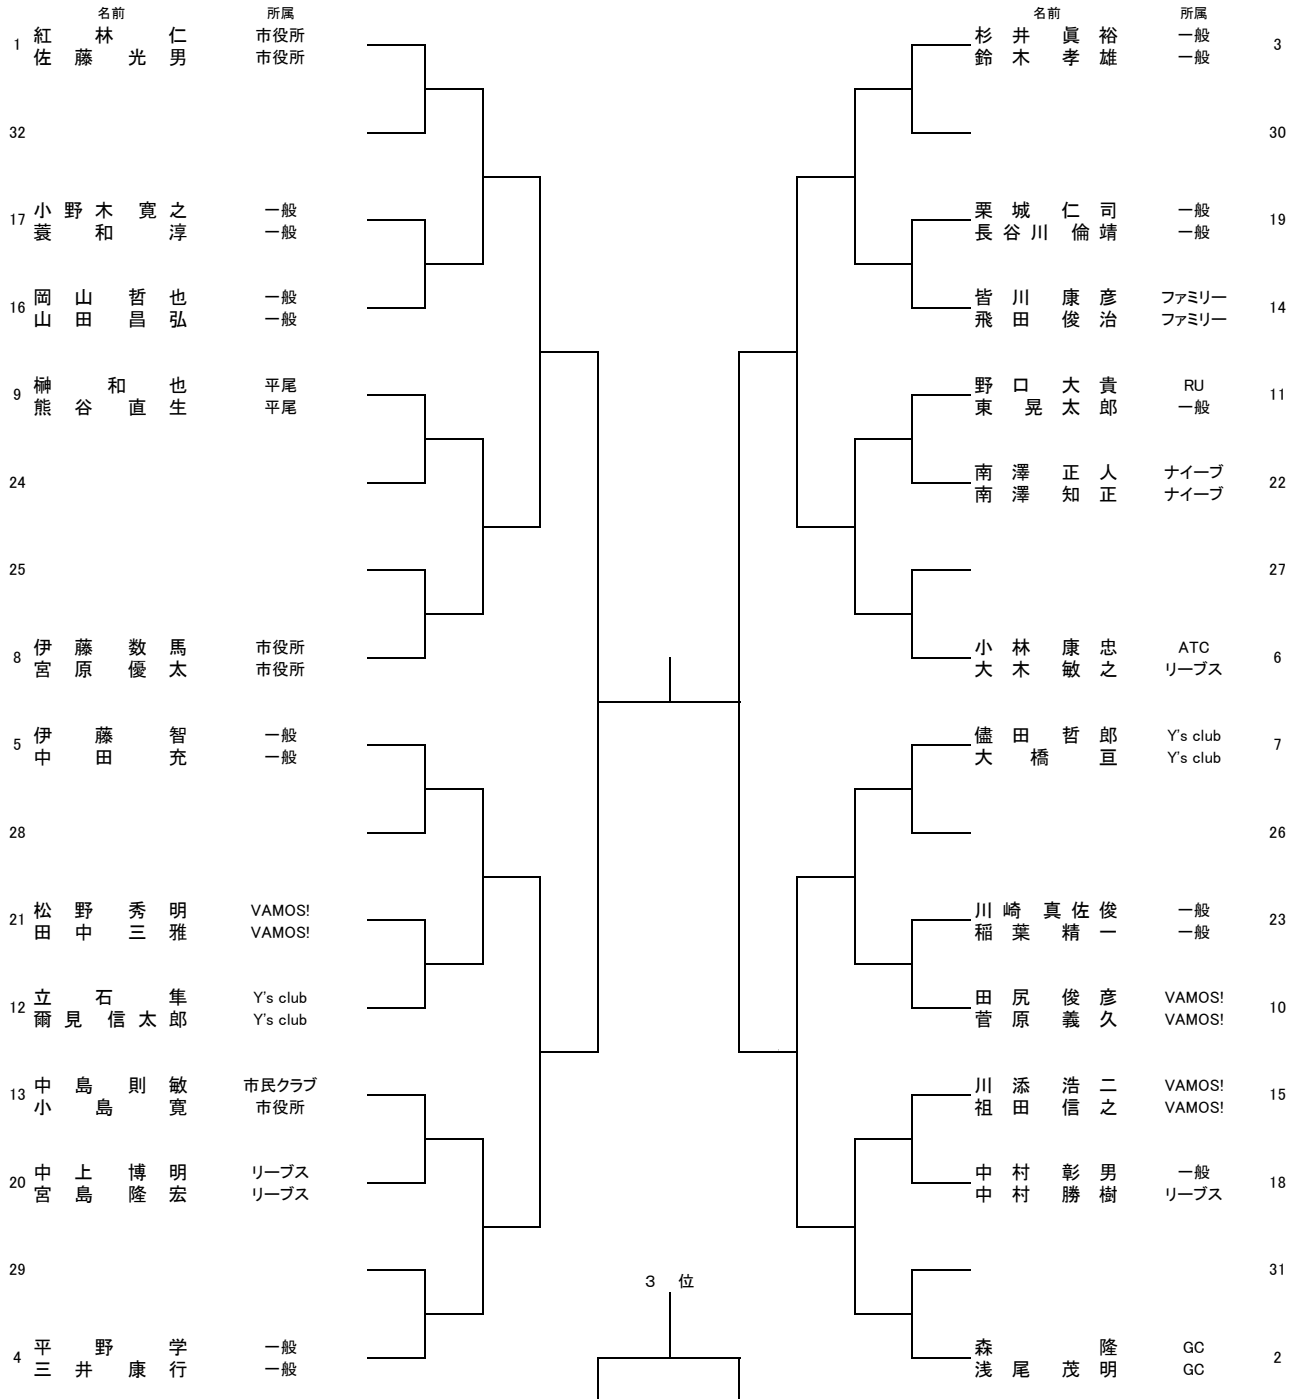 名前 所属
1 紅林仁 市役所
佐藤光男 市役所
32
17 小野木寛之 一般
蓑和淳 一般
16 岡山哲也 一般
山田昌弘 一般
9 榊和也 平尾
熊谷直生 平尾
24
25
8 伊藤数馬 市役所
宮原優太 市役所
5 伊藤智 一般
中田充 一般
28
21 松野秀明 VAMOS!
田中三雅 VAMOS!
12 立石隼 Y's club
爾見信太郎 Y's club
13 中島則敏 市民クラブ
小島寛 市役所
20 中上博明 リーブス
宮島隆宏 リーブス
29
4 平野学 一般
三井康行 一般
名前 所属
杉井眞裕 一般 3
鈴木孝雄 一般
30
栗城仁司 一般 19
長谷川倫靖 一般
皆川康彦 ファミリー 14
飛田俊治 ファミリー
野口大貴 RU 11
東晃太郎 一般
南澤正人 ナイーブ 22
南澤知正 ナイーブ
27
小林康忠 ATC 6
大木敏之 リーブス
儘田哲郎 Y's club 7
大橋亘 Y's club
26
川崎真佐俊 一般 23
稲葉精一 一般
田尻俊彦 VAMOS! 10
菅原義久 VAMOS!
川添浩二 VAMOS! 15
祖田信之 VAMOS!
中村彰男 一般 18
中村勝樹 リーブス
31
森隆 GC 2
浅尾茂明 GC
3 位